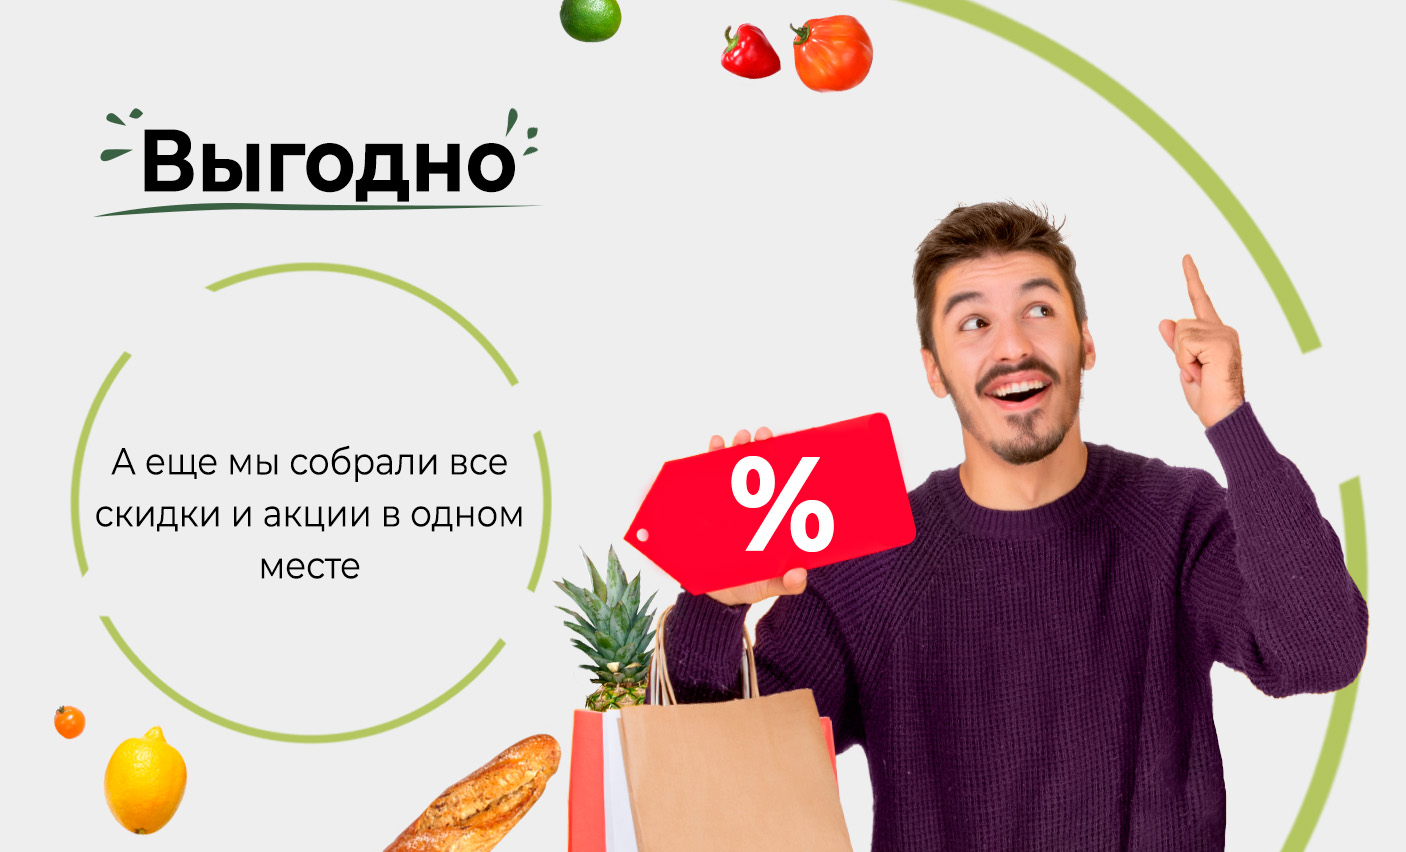 Выгодно
А еще мы собрали все
скидки и акции в одном
месте
%